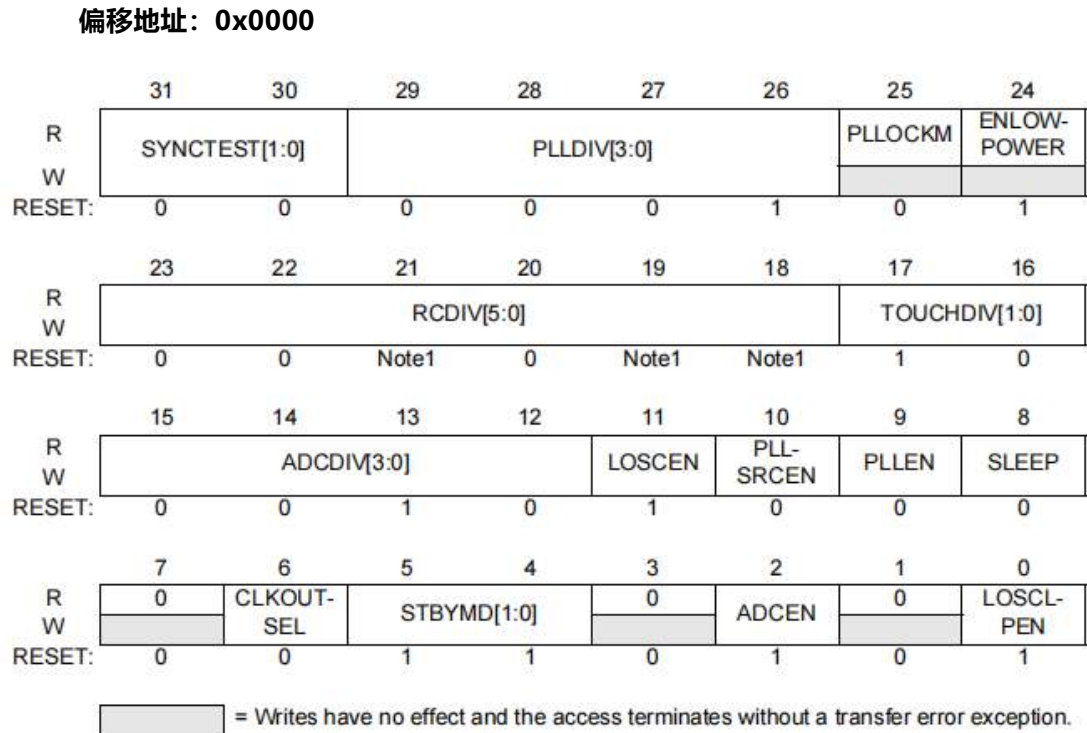 偏移地址：0x0000
31 30 29 28 27 26 25 24
R W SYNCTEST[1:0] PLLDIV[3:0] PLLOCKM ENLOW-POWER
RESET: 0 0 0 0 0 1 0 1
23 22 21 20 19 18 17 16
R W RCDIV[5:0] TOUCHDIV[1:0]
RESET: 0 0 Note1 0 Note1 Note1 1 0
15 14 13 12 11 10 9 8
R W ADCDIV[3:0] LOSCEN PLL-SRCEN PLLEN SLEEP
RESET: 0 0 1 0 1 0 0 0
7 6 5 4 3 2 1 0
R W 0 CLKOUT-SEL STBYMD[1:0] 0 ADCEN 0 LOSCL-PEN
RESET: 0 0 1 1 0 1 0 1
= Writes have no effect and the access terminates without a transfer error exception.